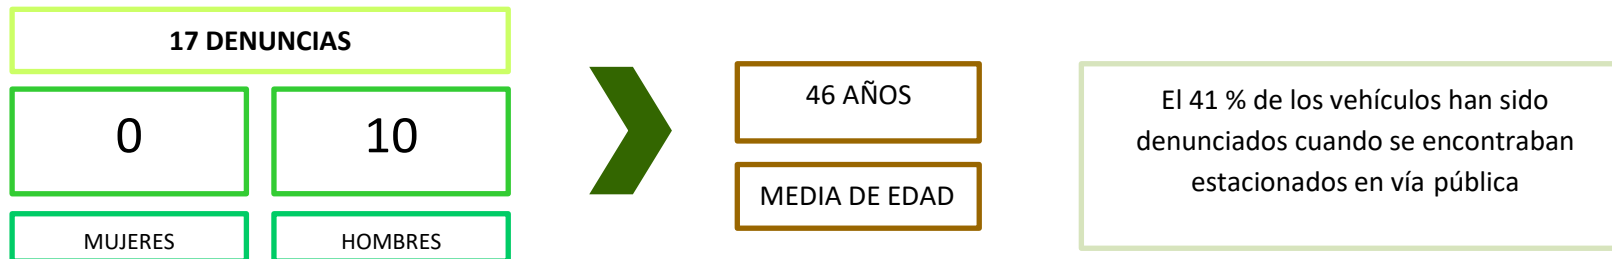 17 DENUNCIAS
0
10
MUJERES
HOMBRES
46 AÑOS
MEDIA DE EDAD
El 41 % de los vehículos han sido
denunciados cuando se encontraban
estacionados en vía pública